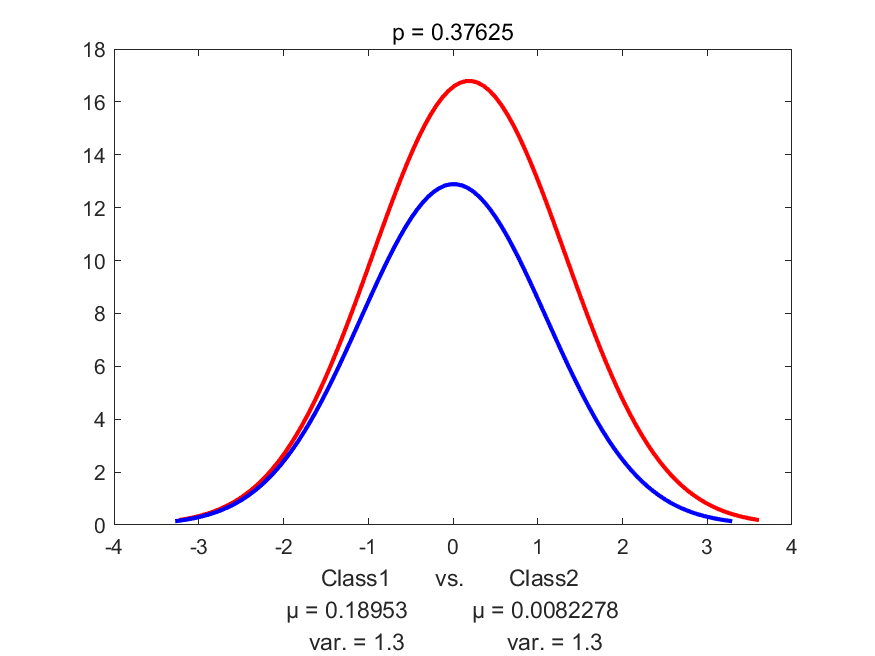 p = 0.37625
18
16
14
12
10
8
6
4
2
0
-4 -3 -2 -1 0 1 2 3 4
Class1 vs. Class2
μ = 0.18953 μ = 0.0082278
var. = 1.3 var. = 1.3